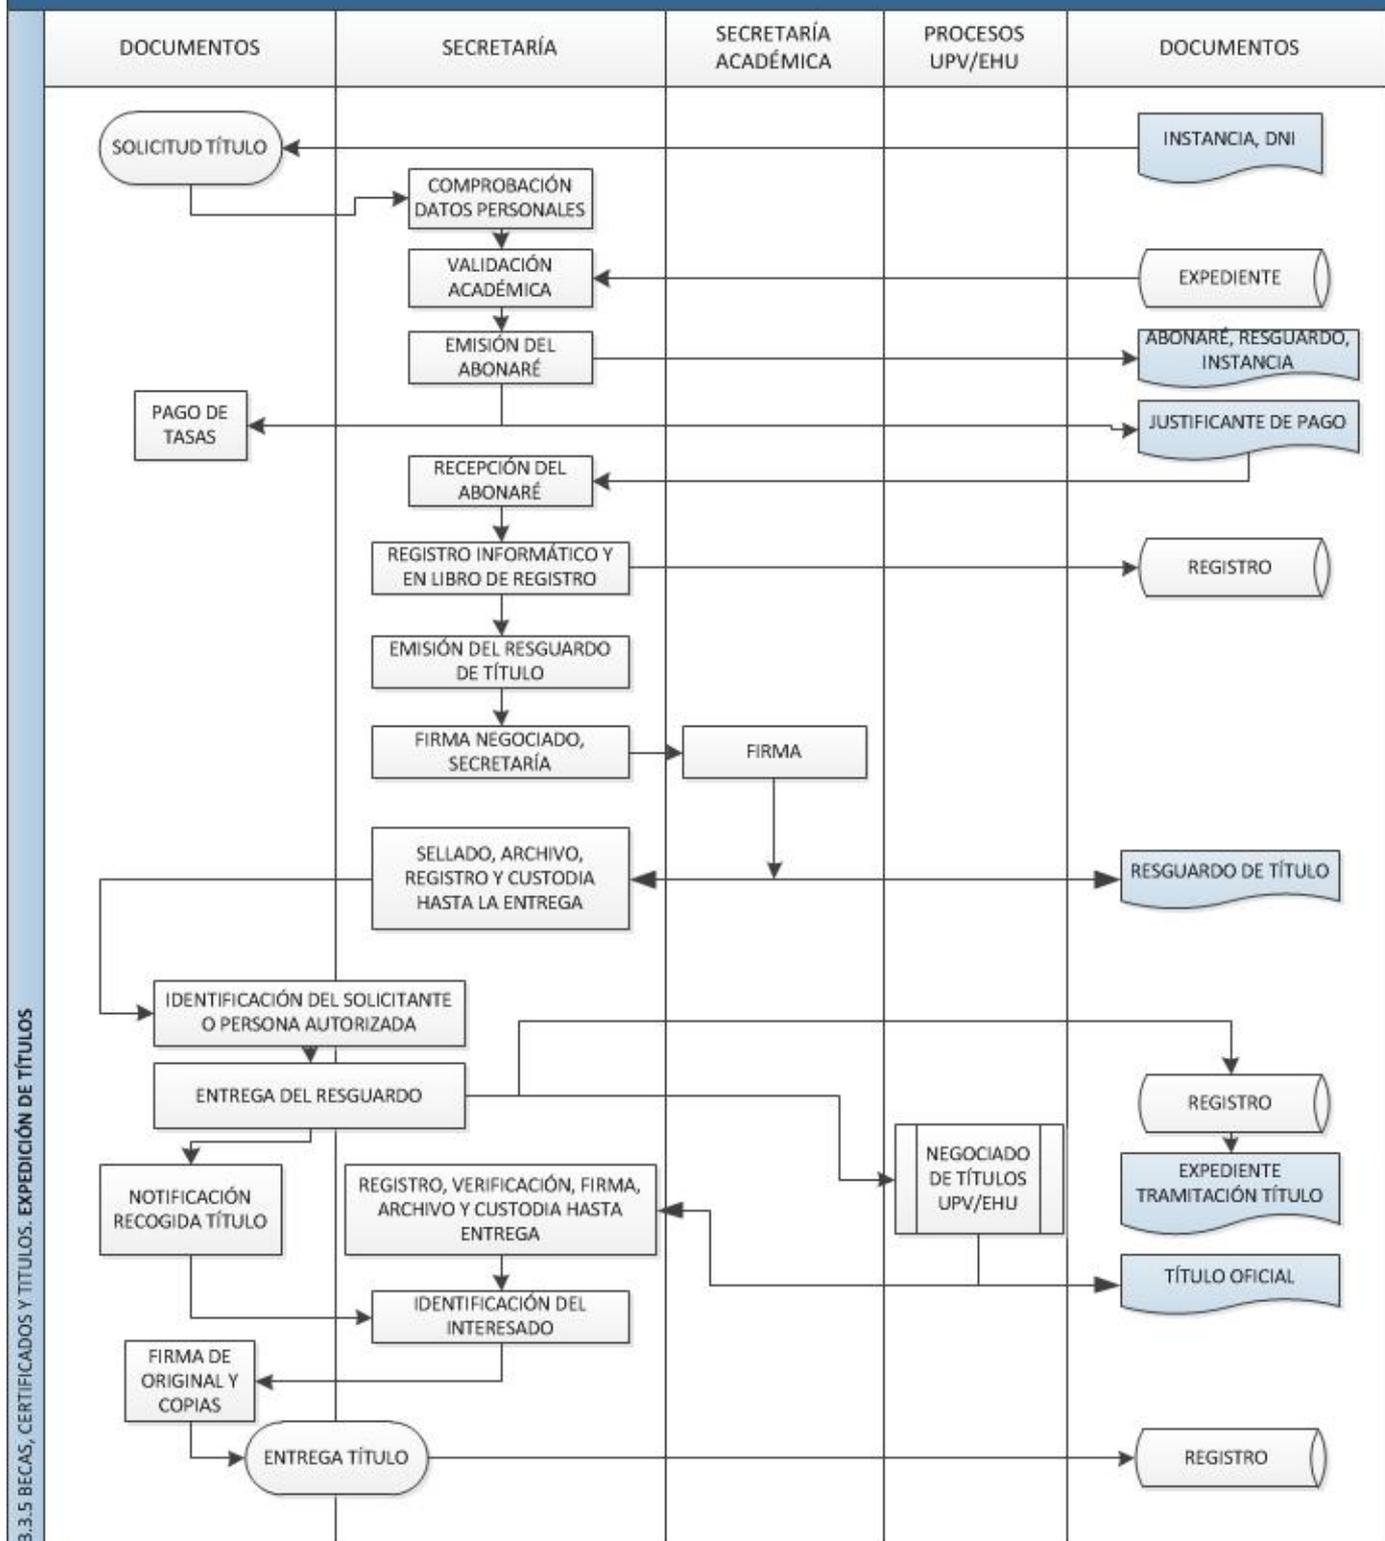 DOCUMENTOS
SECRETARÍA
SECRETARÍA
ACADÉMICA
PROCESOS
UPV/EHU
DOCUMENTOS
SOLICITUD TÍTULO
INSTANCIA, DNI
COMPROBACIÓN
DATOS PERSONALES
VALIDACIÓN
ACADÉMICA
EXPEDIENTE
EMISIÓN DEL
ABONARÉ
ABONARÉ, RESGUARDO,
INSTANCIA
PAGO DE
TASAS
JUSTIFICANTE DE PAGO
RECEPCIÓN DEL
ABONARÉ
REGISTRO INFORMÁTICO Y
EN LIBRO DE REGISTRO
REGISTRO
EMISIÓN DEL RESGUARDO
DE TÍTULO
FIRMA NEGOCIADO,
SECRETARÍA
FIRMA
SELLADO, ARCHIVO,
REGISTRO Y CUSTODIA
HASTA LA ENTREGA
RESGUARDO DE TÍTULO
IDENTIFICACIÓN DEL SOLICITANTE
O PERSONA AUTORIZADA
ENTREGA DEL RESGUARDO
REGISTRO
NEGOCIADO
DE TÍTULOS
UPV/EHU
EXPEDIENTE
TRAMITACIÓN TÍTULO
NOTIFICACIÓN
RECOGIDA TÍTULO
REGISTRO, VERIFICACIÓN, FIRMA,
ARCHIVO Y CUSTODIA HASTA
ENTREGA
TÍTULO OFICIAL
IDENTIFICACIÓN DEL
INTERESADO
FIRMA DE
ORIGINAL Y
COPIAS
ENTREGA TÍTULO
REGISTRO
3.3.5 BECAS, CERTIFICADOS Y TITULOS. EXPEDICIÓN DE TÍTULOS